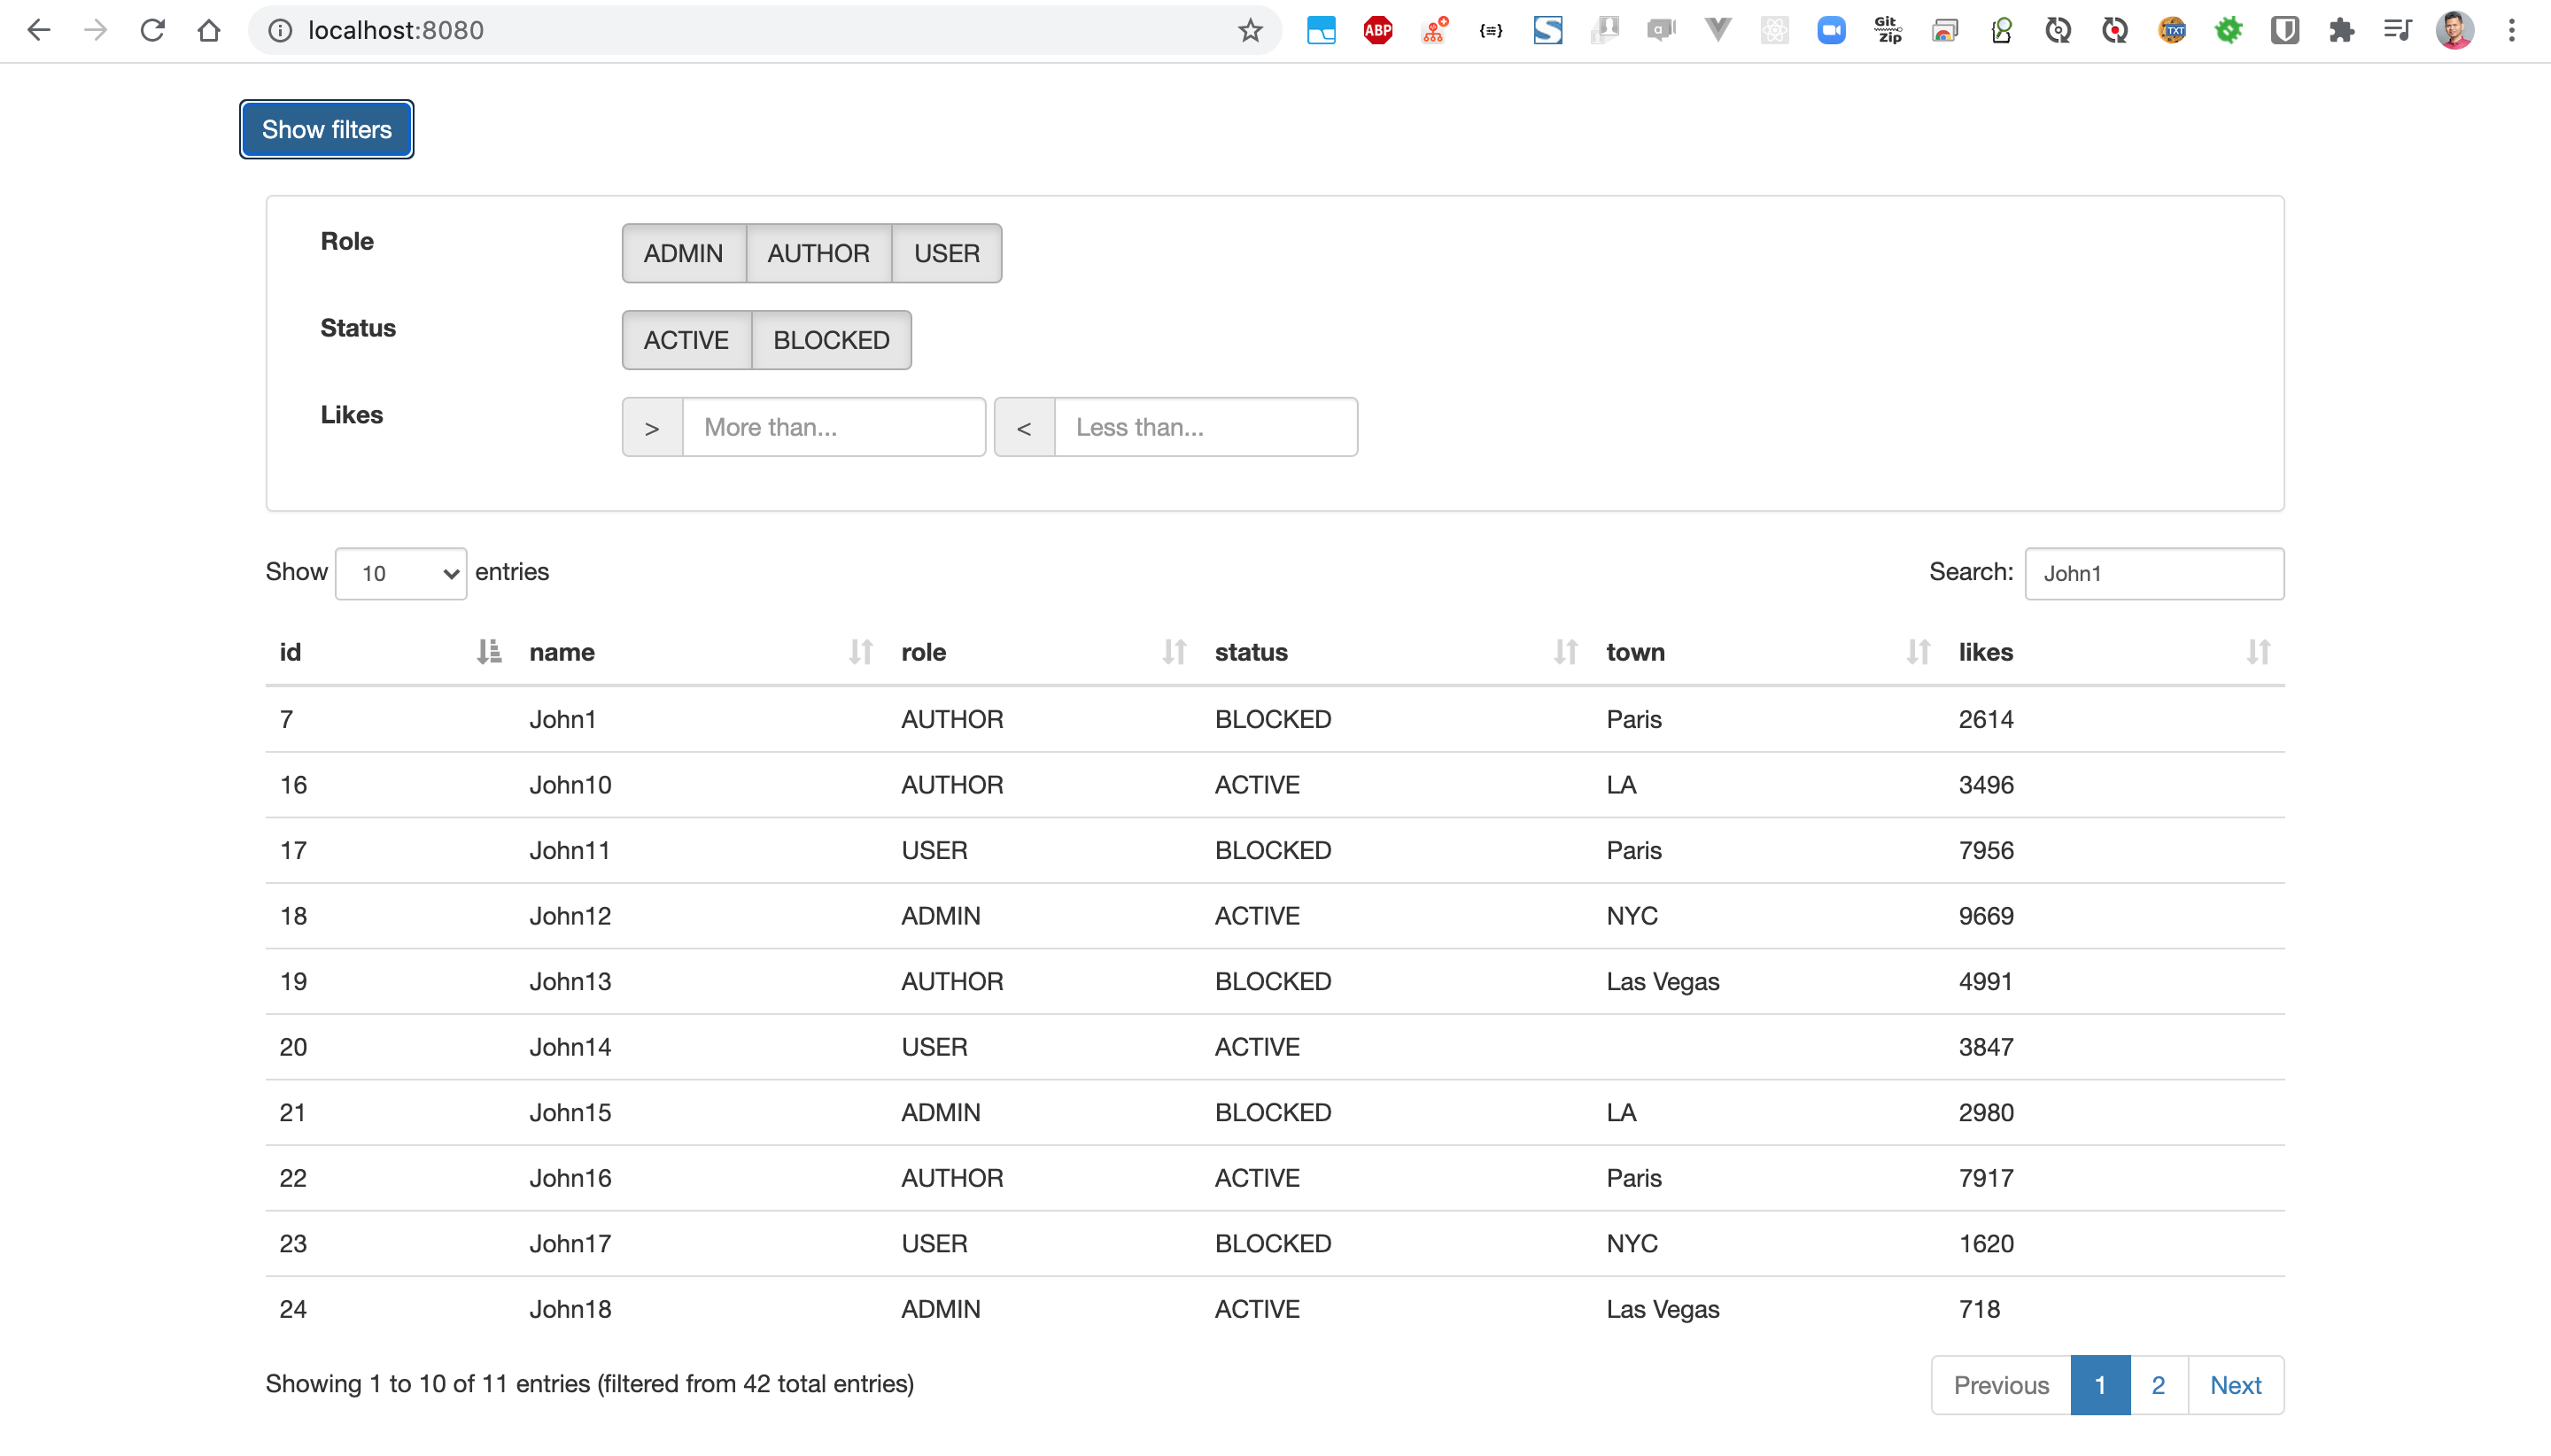 localhost:8080
ABP
{≡}
a
Git
Zip
TXT
Show filters
Role ADMIN AUTHOR USER
Status ACTIVE BLOCKED
Likes > More than... < Less than...
Show 10 entries Search: John1
id name role status town likes
7 John1 AUTHOR BLOCKED Paris 2614
16 John10 AUTHOR ACTIVE LA 3496
17 John11 USER BLOCKED Paris 7956
18 John12 ADMIN ACTIVE NYC 9669
19 John13 AUTHOR BLOCKED Las Vegas 4991
20 John14 USER ACTIVE 3847
21 John15 ADMIN BLOCKED LA 2980
22 John16 AUTHOR ACTIVE Paris 7917
23 John17 USER BLOCKED NYC 1620
24 John18 ADMIN ACTIVE Las Vegas 718
Showing 1 to 10 of 11 entries (filtered from 42 total entries) Previous 1 2 Next